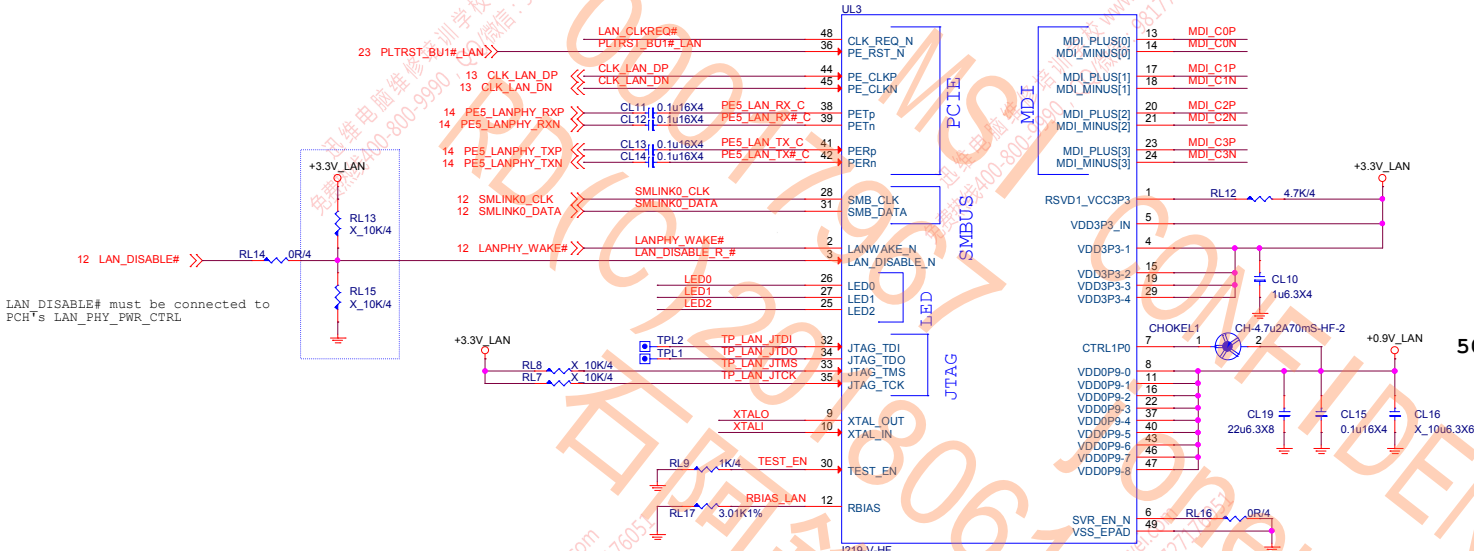 UL3
LAN_CLKREQ# 48 CLK_REQ_N
23 PLTRST_BU1#_LAN PLTRST_BU1#_LAN 36 PE_RST_N
13 CLK_LAN_DP CLK_LAN_DP 44 PE_CLKP
13 CLK_LAN_DN CLK_LAN_DN 45 PE_CLKN
14 PE5_LANPHY_RXP CL11 0.1u16X4 PE5_LAN_RX_C 38 PETp
14 PE5_LANPHY_RXN CL12 0.1u16X4 PE5_LAN_RX#_C 39 PETn
14 PE5_LANPHY_TXP CL13 0.1u16X4 PE5_LAN_TX_C 41 PERp
14 PE5_LANPHY_TXN CL14 0.1u16X4 PE5_LAN_TX#_C 42 PERn
PCIE
12 SMLINK0_CLK SMLINK0_CLK 28 SMB_CLK
12 SMLINK0_DATA SMLINK0_DATA 31 SMB_DATA
SMBUS
12 LANPHY_WAKE# LANPHY_WAKE# 2 LANWAKE_N
LAN_DISABLE_R_# 3 LAN_DISABLE_N
+3.3V_LAN
RL13
X_10K/4
12 LAN_DISABLE# RL14 0R/4
RL15
X_10K/4
LAN_DISABLE# must be connected to
PCH's LAN_PHY_PWR_CTRL
LED0 26 LED0
LED1 27 LED1
LED2 25 LED2
LED
+3.3V_LAN
TPL2 TP_LAN_JTDI 32 JTAG_TDI
TPL1 TP_LAN_JTDO 34 JTAG_TDO
RL8 X_10K/4 TP_LAN_JTMS 33 JTAG_TMS
RL7 X_10K/4 TP_LAN_JTCK 35 JTAG_TCK
JTAG
XTALO 9 XTAL_OUT
XTALI 10 XTAL_IN
RL9 1K/4 TEST_EN 30 TEST_EN
RL17 3.01K1% RBIAS_LAN 12 RBIAS
I219-V-HF
MDI
MDI_PLUS[0] 13 MDI_C0P
MDI_MINUS[0] 14 MDI_C0N
MDI_PLUS[1] 17 MDI_C1P
MDI_MINUS[1] 18 MDI_C1N
MDI_PLUS[2] 20 MDI_C2P
MDI_MINUS[2] 21 MDI_C2N
MDI_PLUS[3] 23 MDI_C3P
MDI_MINUS[3] 24 MDI_C3N
+3.3V_LAN
RSVD1_VCC3P3 1 RL12 4.7K/4
VDD3P3_IN 5
VDD3P3-1 4
VDD3P3-2 15
VDD3P3-3 19
VDD3P3-4 29
CL10
1u6.3X4
CHOKEL1 CH-4.7u2A70mS-HF-2
CTRL1P0 7 1 2
+0.9V_LAN
VDD0P9-0 8
VDD0P9-1 11
VDD0P9-2 16
VDD0P9-3 22
VDD0P9-4 37
VDD0P9-5 40
VDD0P9-6 43
VDD0P9-7 46
VDD0P9-8 47
CL19
22u6.3X8
CL15
0.1u16X4
CL16
X_10u6.3X6
SVR_EN_N 6 RL16 0R/4
VSS_EPAD 49
MSI CONFIDEN